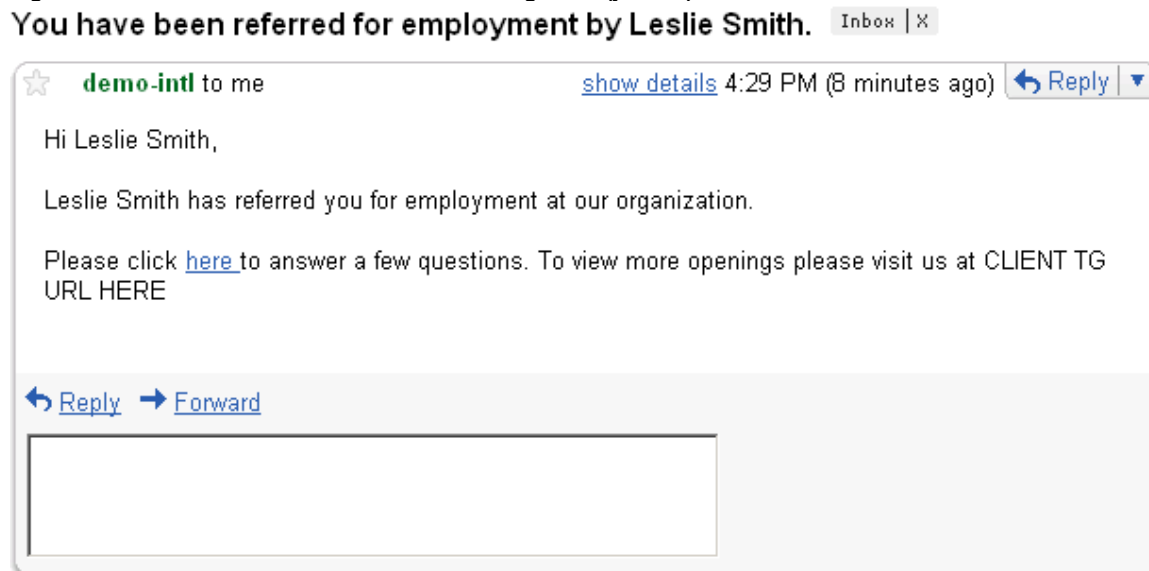 You have been referred for employment by Leslie Smith. Inbox | X
demo-intl to me show details 4:29 PM (8 minutes ago) Reply
Hi Leslie Smith,
Leslie Smith has referred you for employment at our organization.
Please click here to answer a few questions. To view more openings please visit us at CLIENT TG
URL HERE
Reply Forward